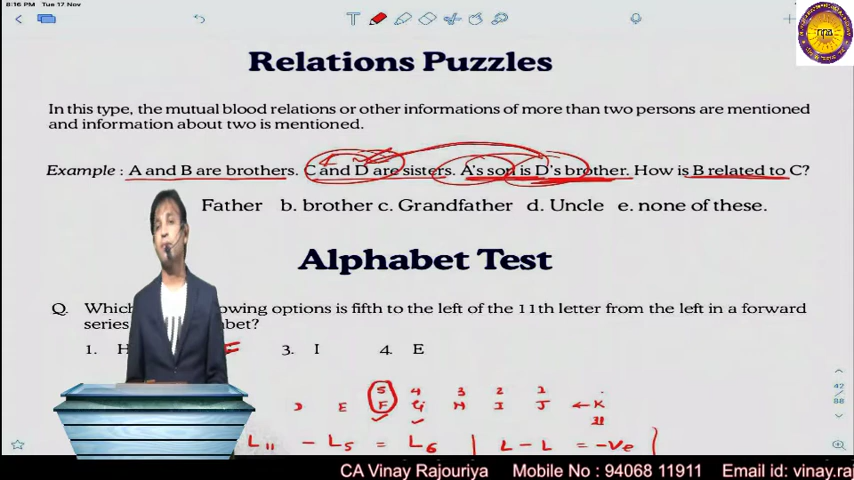 8:16 PM Tue 17 Nov
Relations Puzzles
In this type, the mutual blood relations or other informations of more than two persons are mentioned
and information about two is mentioned.
Example : A and B are brothers. C and D are sisters. A's son is D's brother. How is B related to C?
Father b. brother c. Grandfather d. Uncle e. none of these.
Alphabet Test
Q. Which owing options is fifth to the left of the 11th letter from the left in a forward
series bet?
1. H 3. I 4. E
5 4 3 2 1
E F G H I J ← K
11
L11 - L5 = L6 | L - L = -ve
42
88
CA Vinay Rajouriya Mobile No : 94068 11911 Email id: vinay.raj